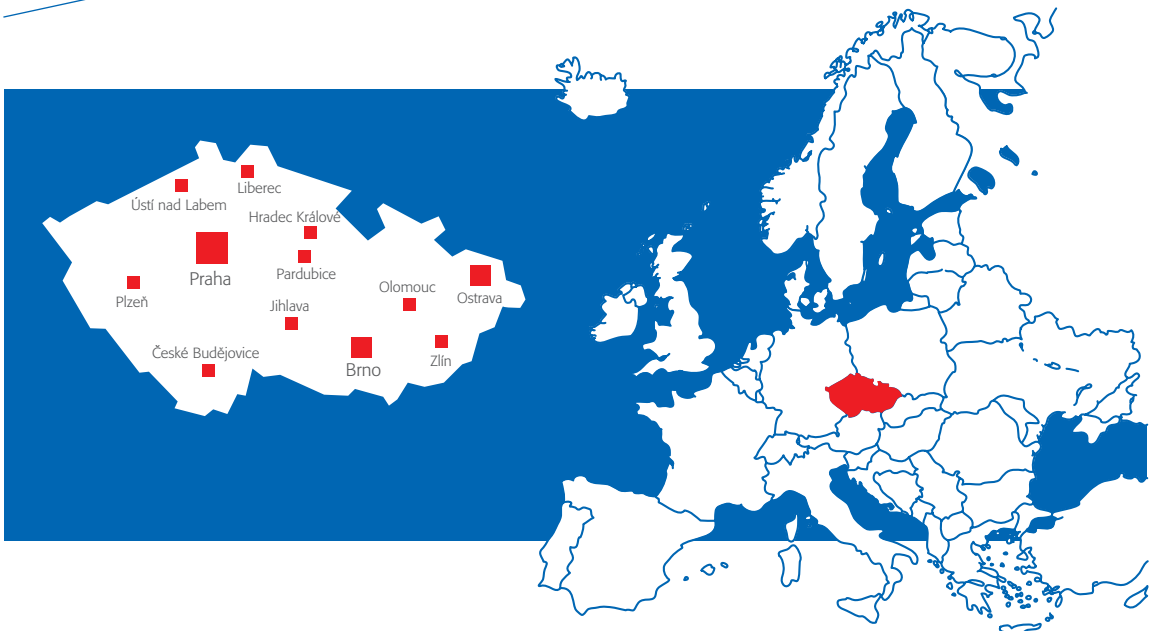 Liberec
Ústí nad Labem
Hradec Králové
Praha
Pardubice
Plzeň
Olomouc
Ostrava
Jihlava
České Budějovice
Brno
Zlín